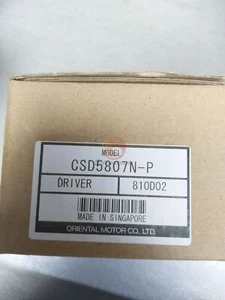 MODEL
CSD5807N-P
DRIVER 810D02
MADE IN SINGAPORE
ORIENTAL MOTOR CO., LTD.